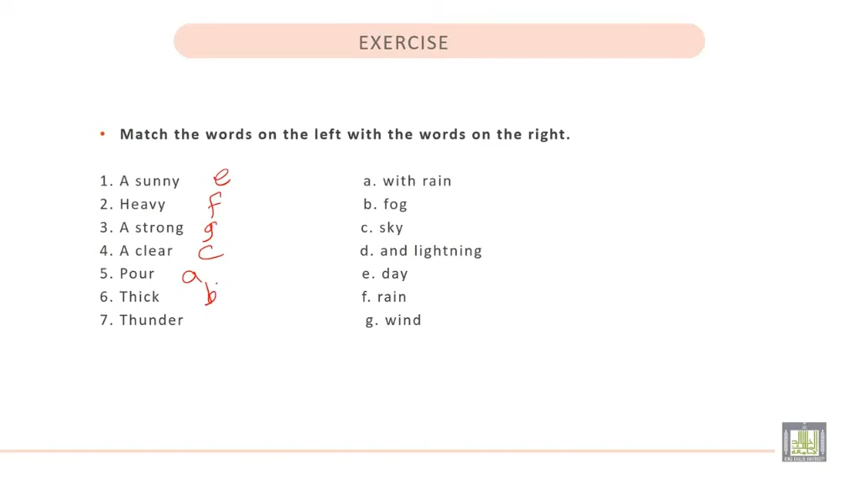 EXERCISE
• Match the words on the left with the words on the right.
1. A sunny e a. with rain
2. Heavy f b. fog
3. A strong g c. sky
4. A clear c d. and lightning
5. Pour a e. day
6. Thick b f. rain
7. Thunder g. wind